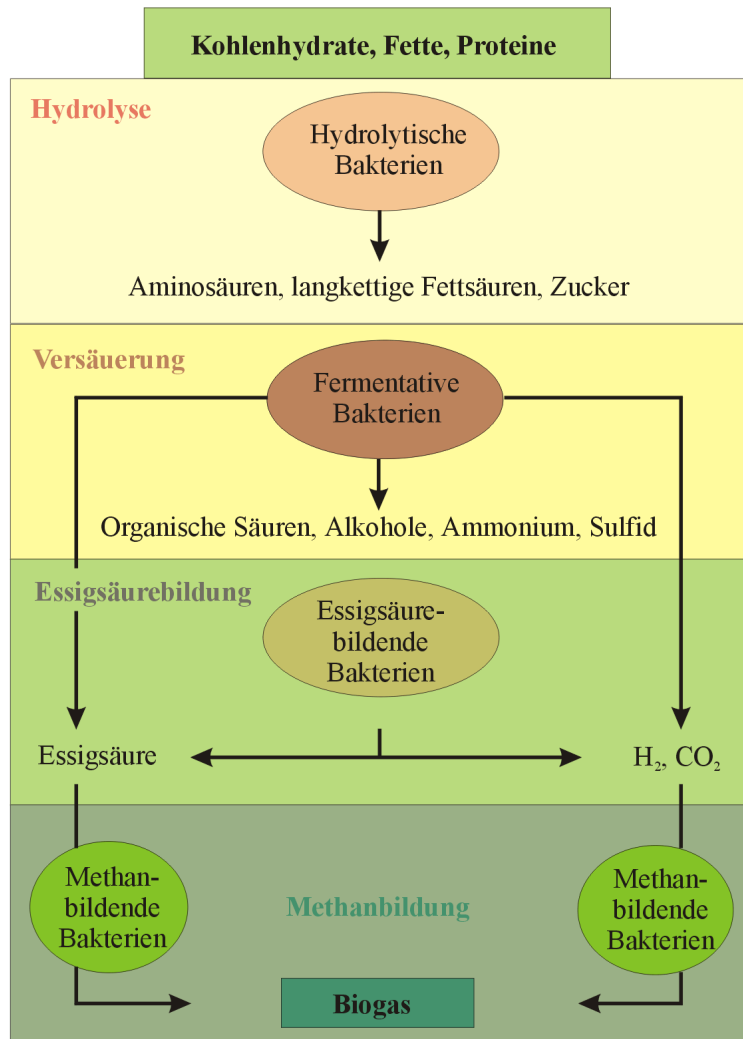 Kohlenhydrate, Fette, Proteine
Hydrolyse
Hydrolytische
Bakterien
Aminosäuren, langkettige Fettsäuren, Zucker
Versäuerung
Fermentative
Bakterien
Organische Säuren, Alkohole, Ammonium, Sulfid
Essigsäurebildung
Essigsäure-
bildende
Bakterien
Essigsäure
H₂, CO₂
Methan-
bildende
Bakterien
Methanbildung
Methan-
bildende
Bakterien
Biogas